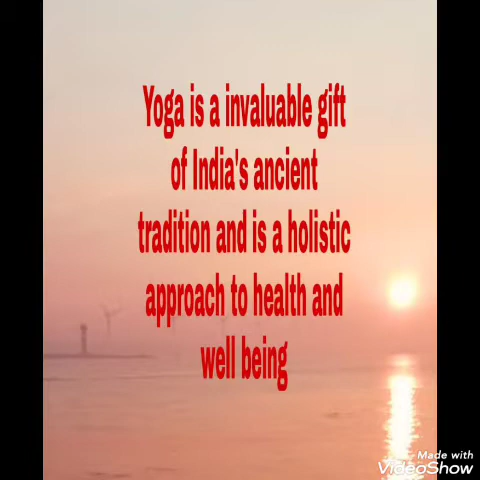 Yoga is a invaluable gift
of India's ancient
tradition and is a holistic
approach to health and
well being
Made with
VideoShow